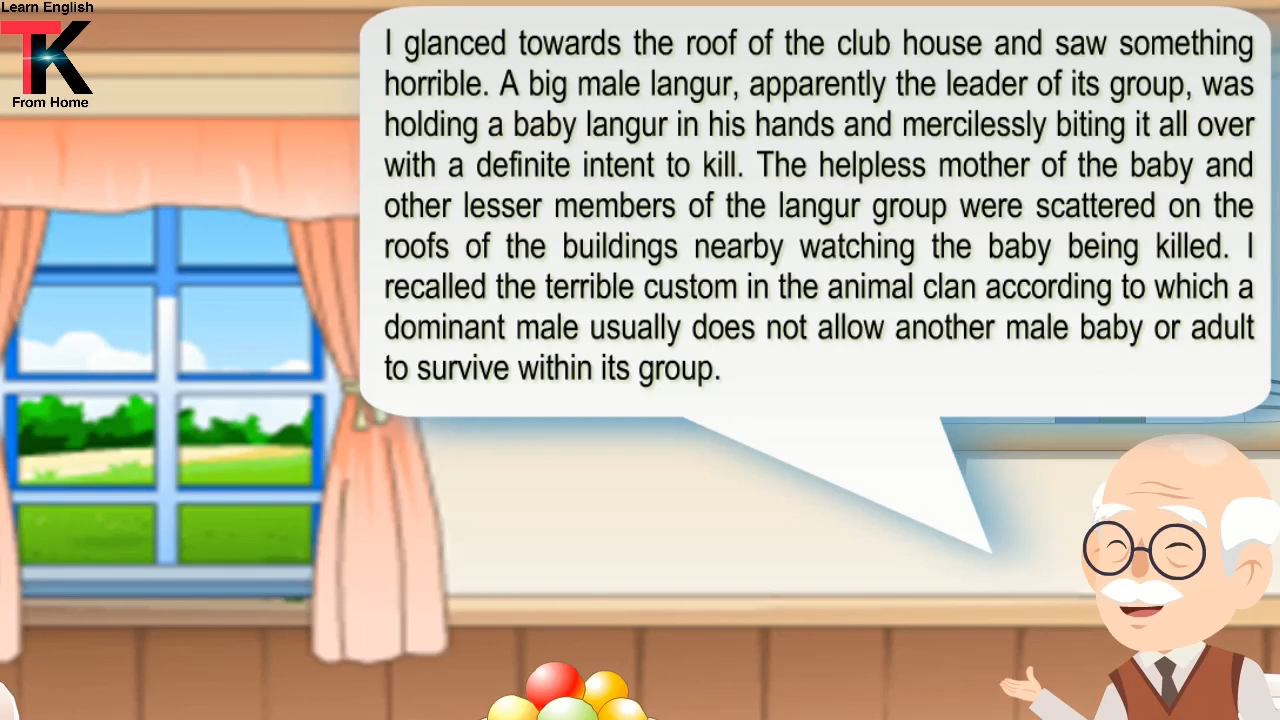 Learn English
TK
From Home
I glanced towards the roof of the club house and saw something
horrible. A big male langur, apparently the leader of its group, was
holding a baby langur in his hands and mercilessly biting it all over
with a definite intent to kill. The helpless mother of the baby and
other lesser members of the langur group were scattered on the
roofs of the buildings nearby watching the baby being killed. I
recalled the terrible custom in the animal clan according to which a
dominant male usually does not allow another male baby or adult
to survive within its group.